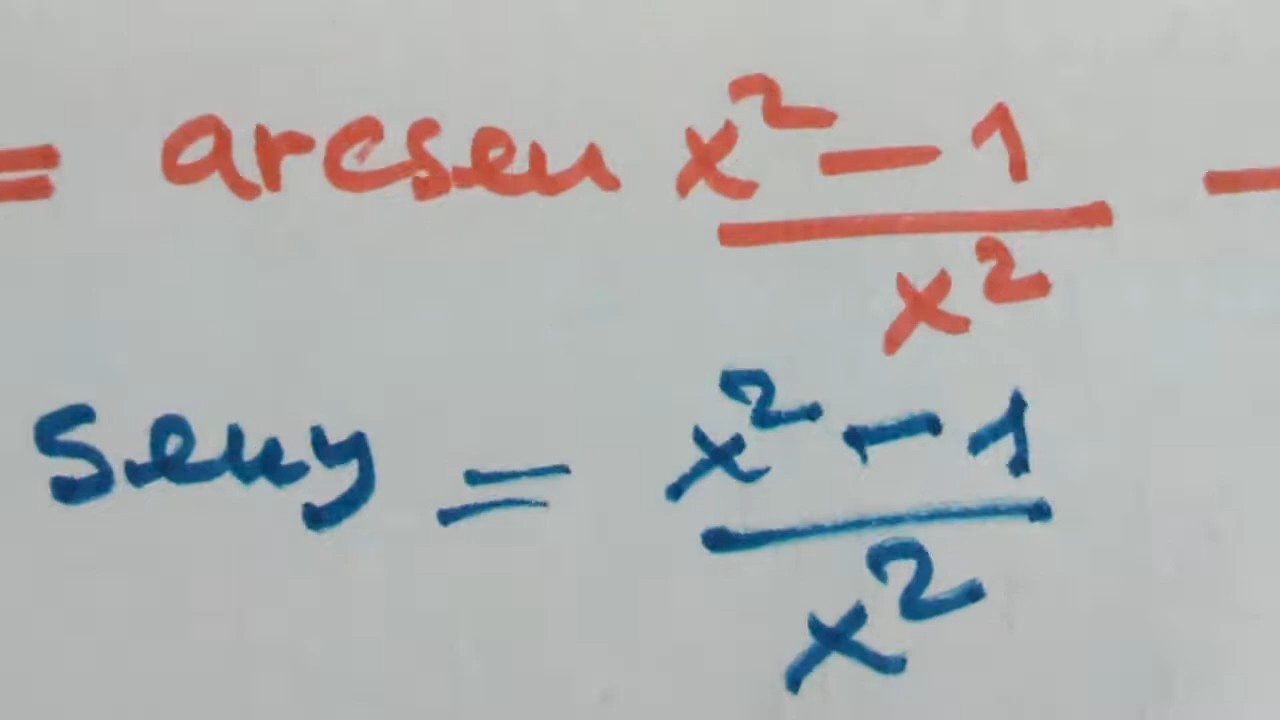 = arcsen x² - 1 / x² -
sen y = x² - 1 / x²